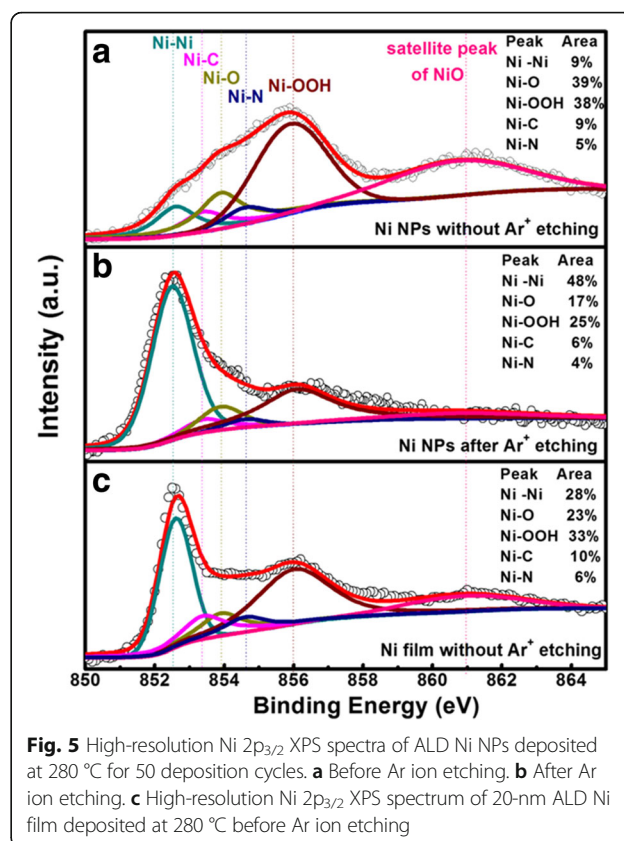 a
Ni-Ni
Ni-C
Ni-O
Ni-N
Ni-OOH
satellite peak
of NiO
Peak Area
Ni -Ni 9%
Ni-O 39%
Ni-OOH 38%
Ni-C 9%
Ni-N 5%
Ni NPs without Ar⁺ etching
b
Peak Area
Ni -Ni 48%
Ni-O 17%
Ni-OOH 25%
Ni-C 6%
Ni-N 4%
Ni NPs after Ar⁺ etching
c
Peak Area
Ni -Ni 28%
Ni-O 23%
Ni-OOH 33%
Ni-C 10%
Ni-N 6%
Ni film without Ar⁺ etching
Intensity (a.u.)
850 852 854 856 858 860 862 864
Binding Energy (eV)
Fig. 5 High-resolution Ni 2p₃/₂ XPS spectra of ALD Ni NPs deposited
at 280 °C for 50 deposition cycles. a Before Ar ion etching. b After Ar
ion etching. c High-resolution Ni 2p₃/₂ XPS spectrum of 20-nm ALD Ni
film deposited at 280 °C before Ar ion etching